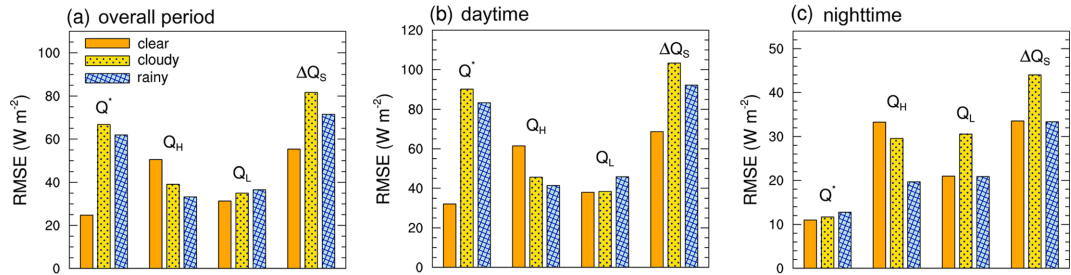 (a) overall period
RMSE (W m-2)
100
80
60
40
20
0
clear
cloudy
rainy
Q*
QH
QL
ΔQS
(b) daytime
RMSE (W m-2)
120
100
80
60
40
20
0
Q*
QH
QL
ΔQS
(c) nighttime
RMSE (W m-2)
50
40
30
20
10
0
Q*
QH
QL
ΔQS